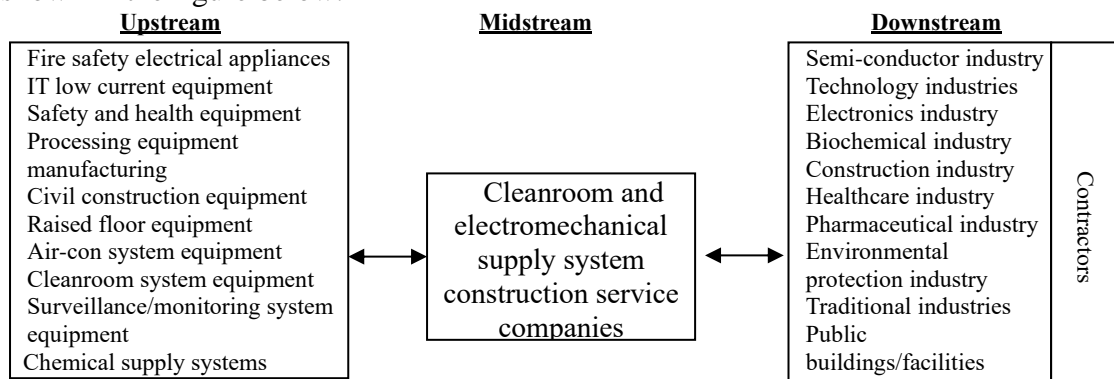 Upstream
Midstream
Downstream
Fire safety electrical appliances
IT low current equipment
Safety and health equipment
Processing equipment
manufacturing
Civil construction equipment
Raised floor equipment
Air-con system equipment
Cleanroom system equipment
Surveillance/monitoring system
equipment
Chemical supply systems
Cleanroom and
electromechanical
supply system
construction service
companies
Semi-conductor industry
Technology industries
Electronics industry
Biochemical industry
Construction industry
Healthcare industry
Pharmaceutical industry
Environmental
protection industry
Traditional industries
Public
buildings/facilities
Contractors